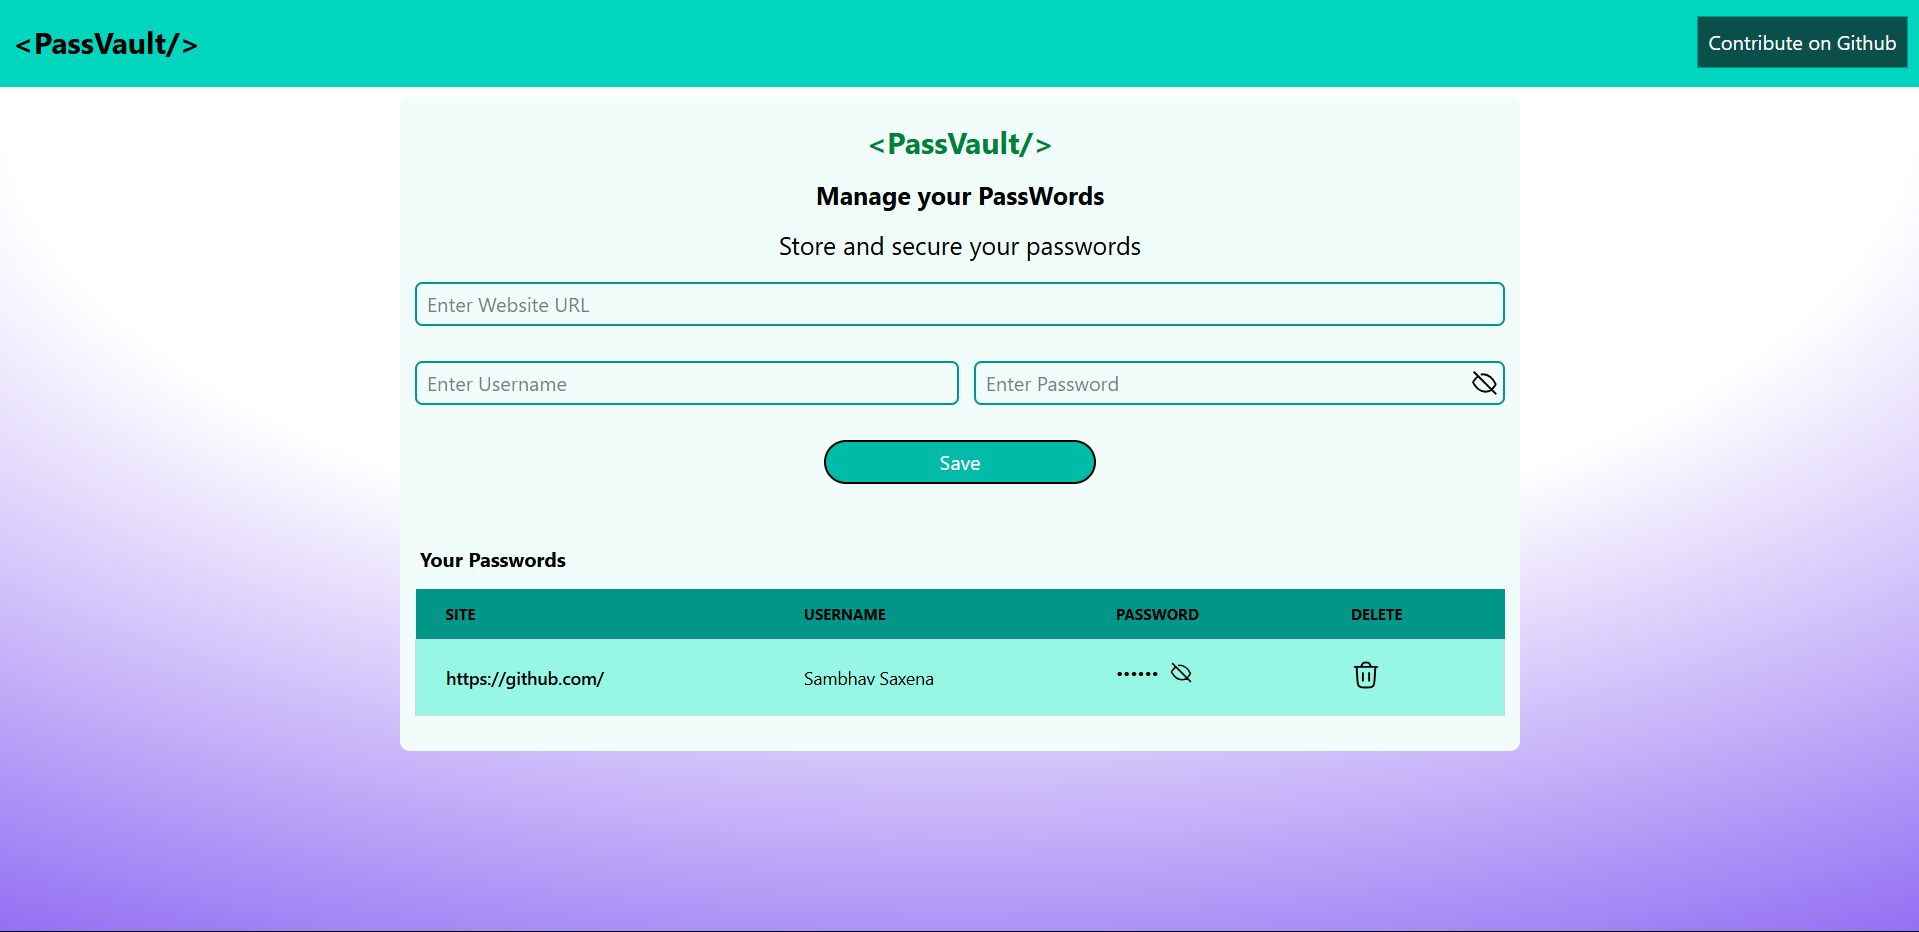 <PassVault/>
Contribute on Github
<PassVault/>
Manage your PassWords
Store and secure your passwords
Enter Website URL
Enter Username
Enter Password
Save
Your Passwords
SITE USERNAME PASSWORD DELETE
https://github.com/ Sambhav Saxena ••••••